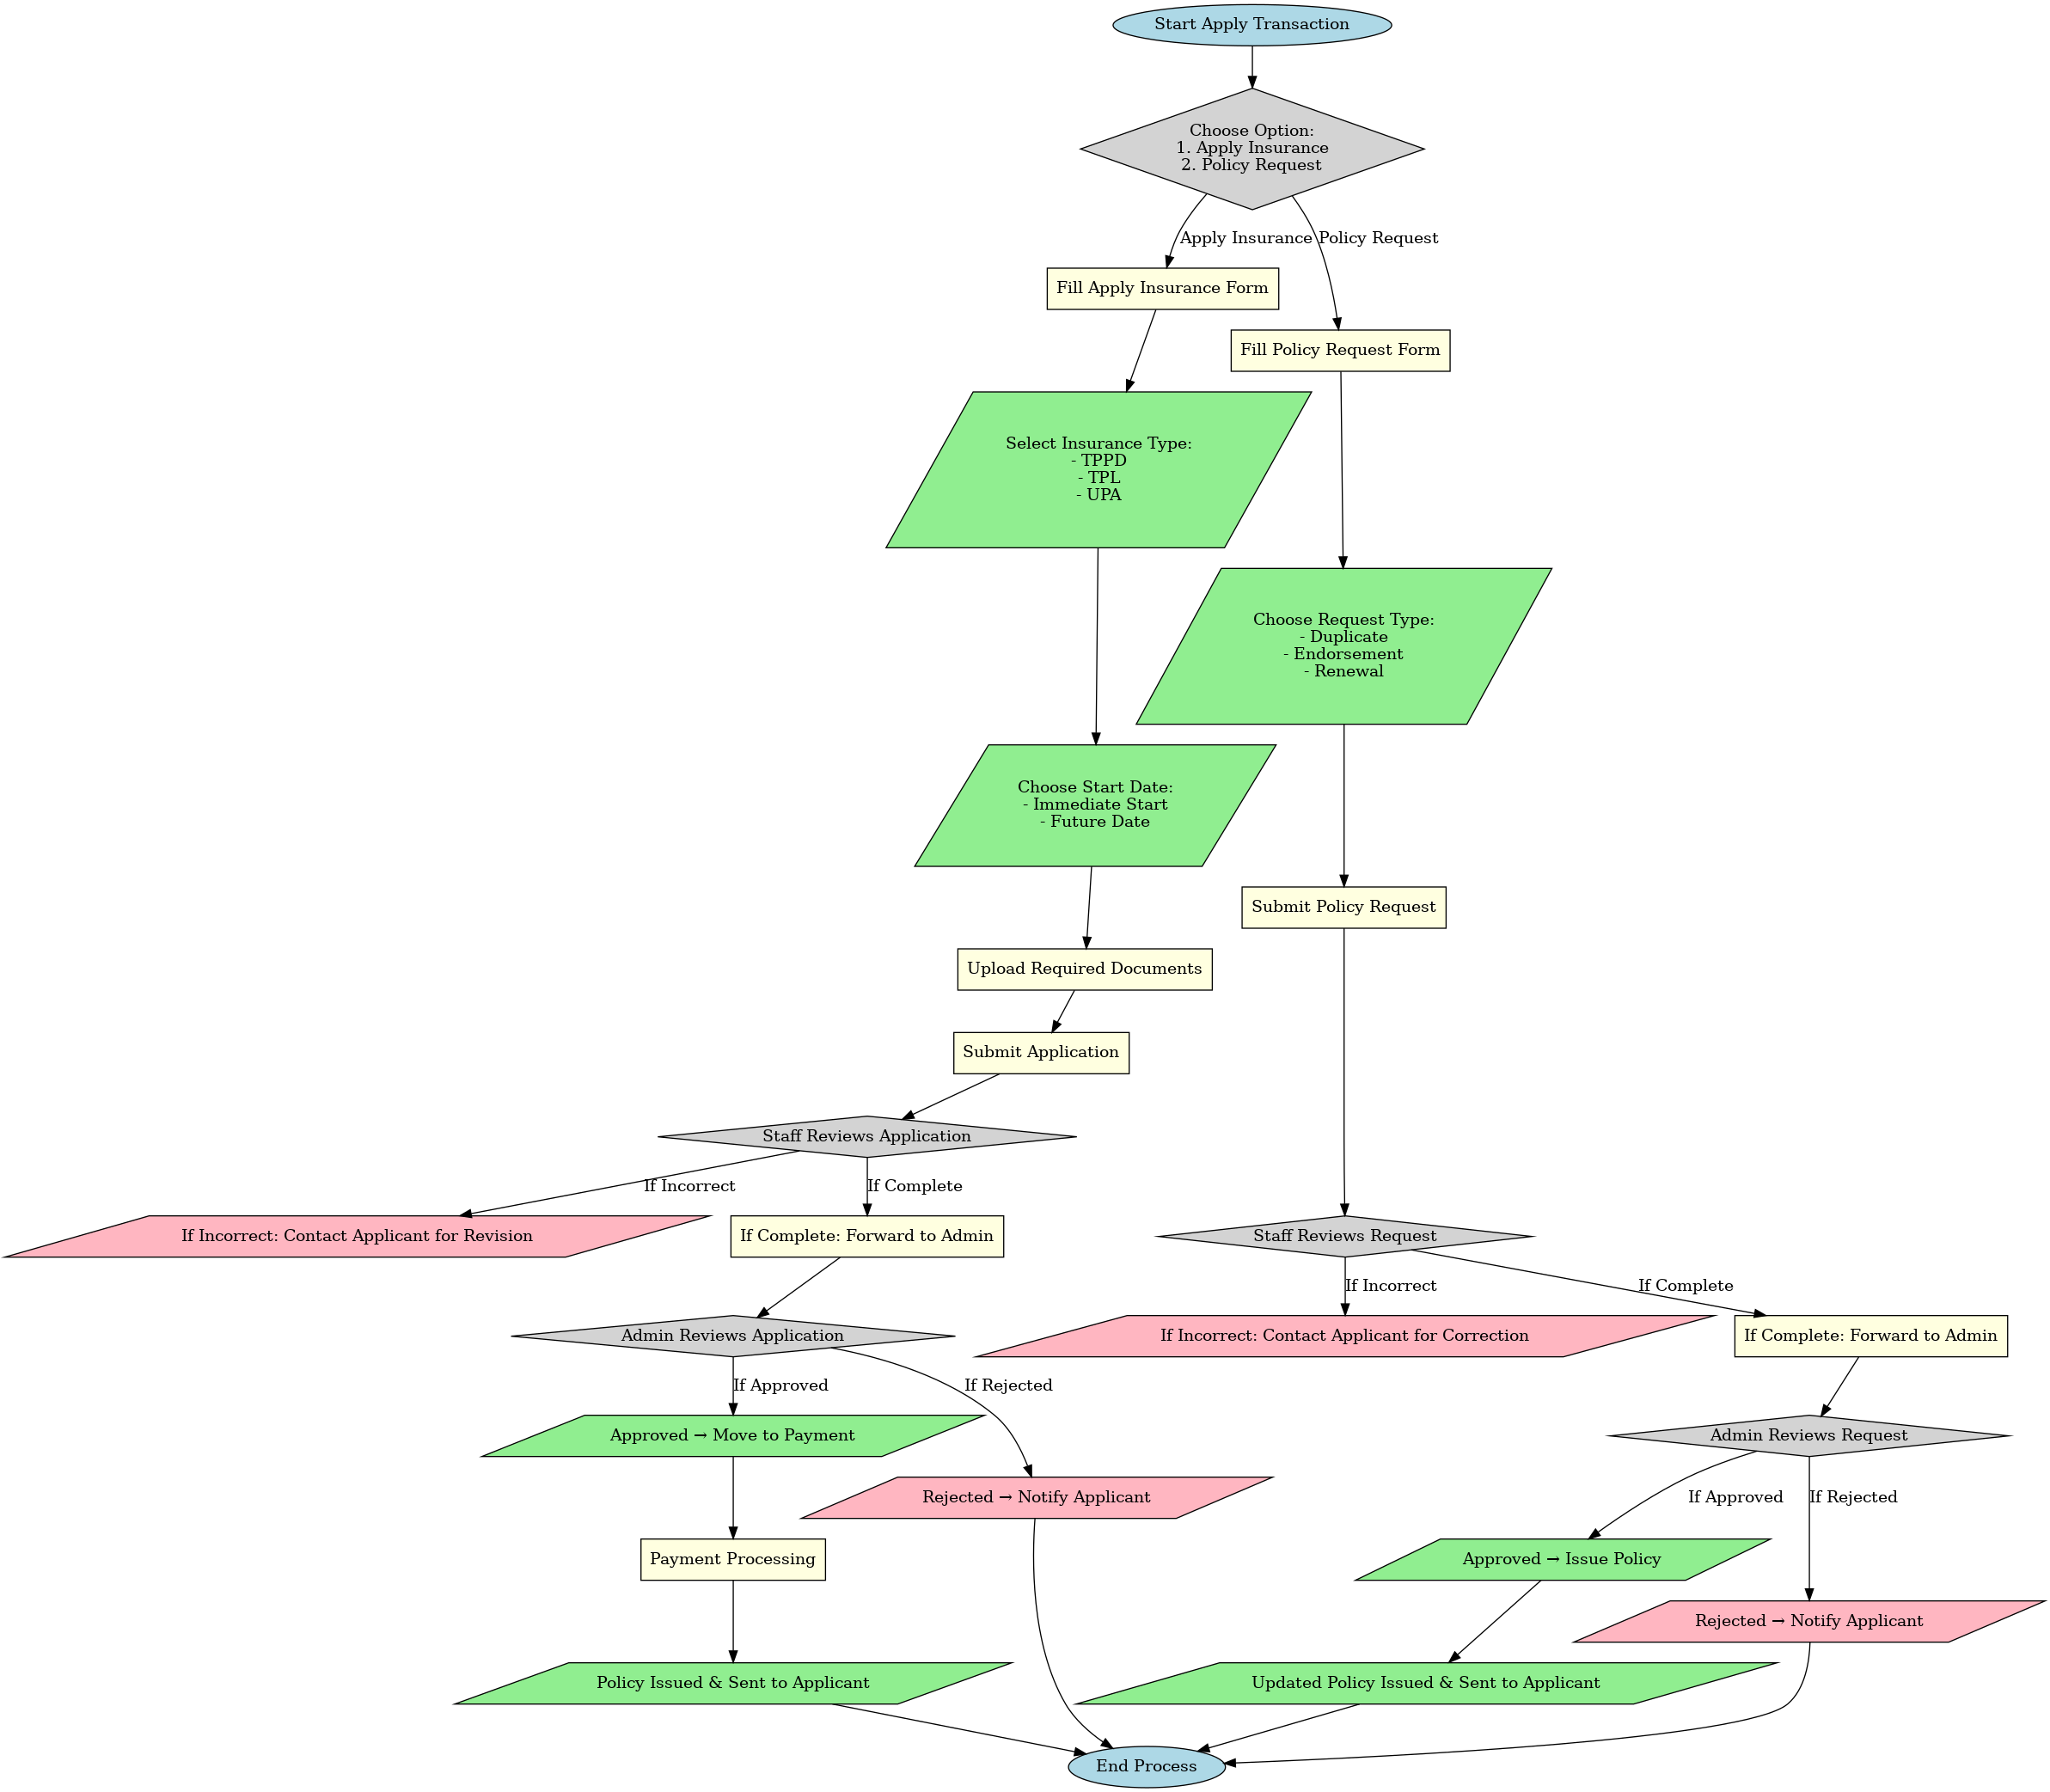 Start Apply Transaction
Choose Option:
1. Apply Insurance
2. Policy Request
Apply Insurance
Policy Request
Fill Apply Insurance Form
Fill Policy Request Form
Select Insurance Type:
- TPPD
- TPL
- UPA
Choose Request Type:
- Duplicate
- Endorsement
- Renewal
Choose Start Date:
- Immediate Start
- Future Date
Submit Policy Request
Upload Required Documents
Submit Application
Staff Reviews Application
If Incorrect
If Complete
If Incorrect: Contact Applicant for Revision
If Complete: Forward to Admin
Staff Reviews Request
If Incorrect
If Complete
Admin Reviews Application
If Incorrect: Contact Applicant for Correction
If Complete: Forward to Admin
If Approved
If Rejected
Approved → Move to Payment
Admin Reviews Request
Rejected → Notify Applicant
If Approved
If Rejected
Payment Processing
Approved → Issue Policy
Rejected → Notify Applicant
Policy Issued & Sent to Applicant
Updated Policy Issued & Sent to Applicant
End Process